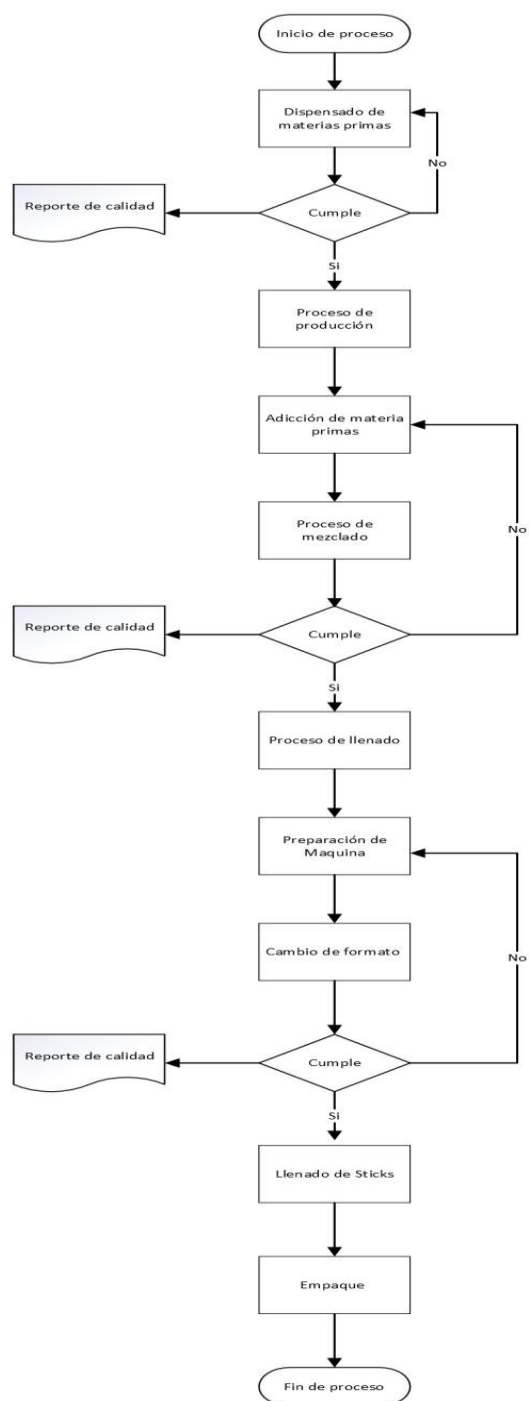 Inicio de proceso
Dispensado de
materias primas
No
Reporte de calidad
Cumple
Si
Proceso de
producción
Adicción de materia
primas
No
Proceso de
mezclado
Reporte de calidad
Cumple
Si
Proceso de llenado
Preparación de
Maquina
Cambio de formato
No
Reporte de calidad
Cumple
Si
Llenado de Sticks
Empaque
Fin de proceso